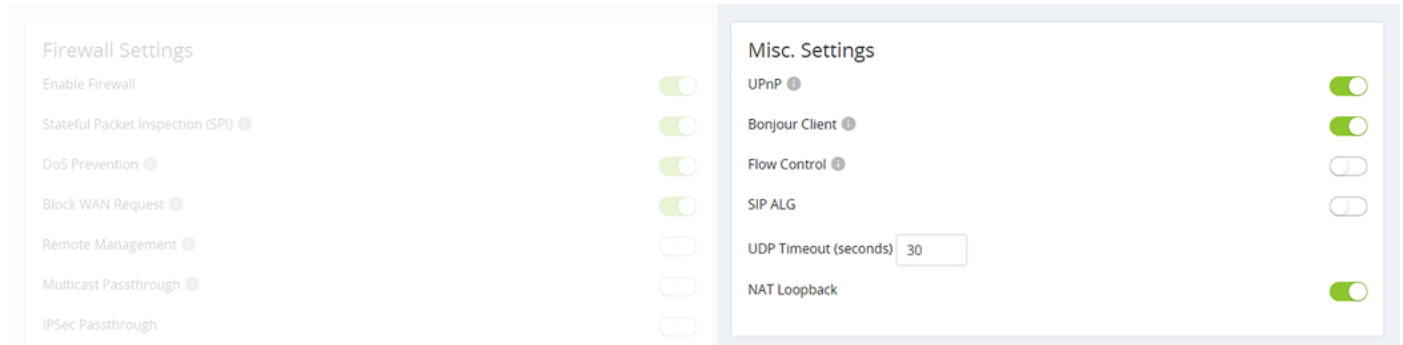 Firewall Settings
Enable Firewall
Stateful Packet Inspection (SPI)
DoS Prevention
Block WAN Request
Remote Management
Multicast Passthrough
IPSec Passthrough
Misc. Settings
UPnP
Bonjour Client
Flow Control
SIP ALG
UDP Timeout (seconds) 30
NAT Loopback